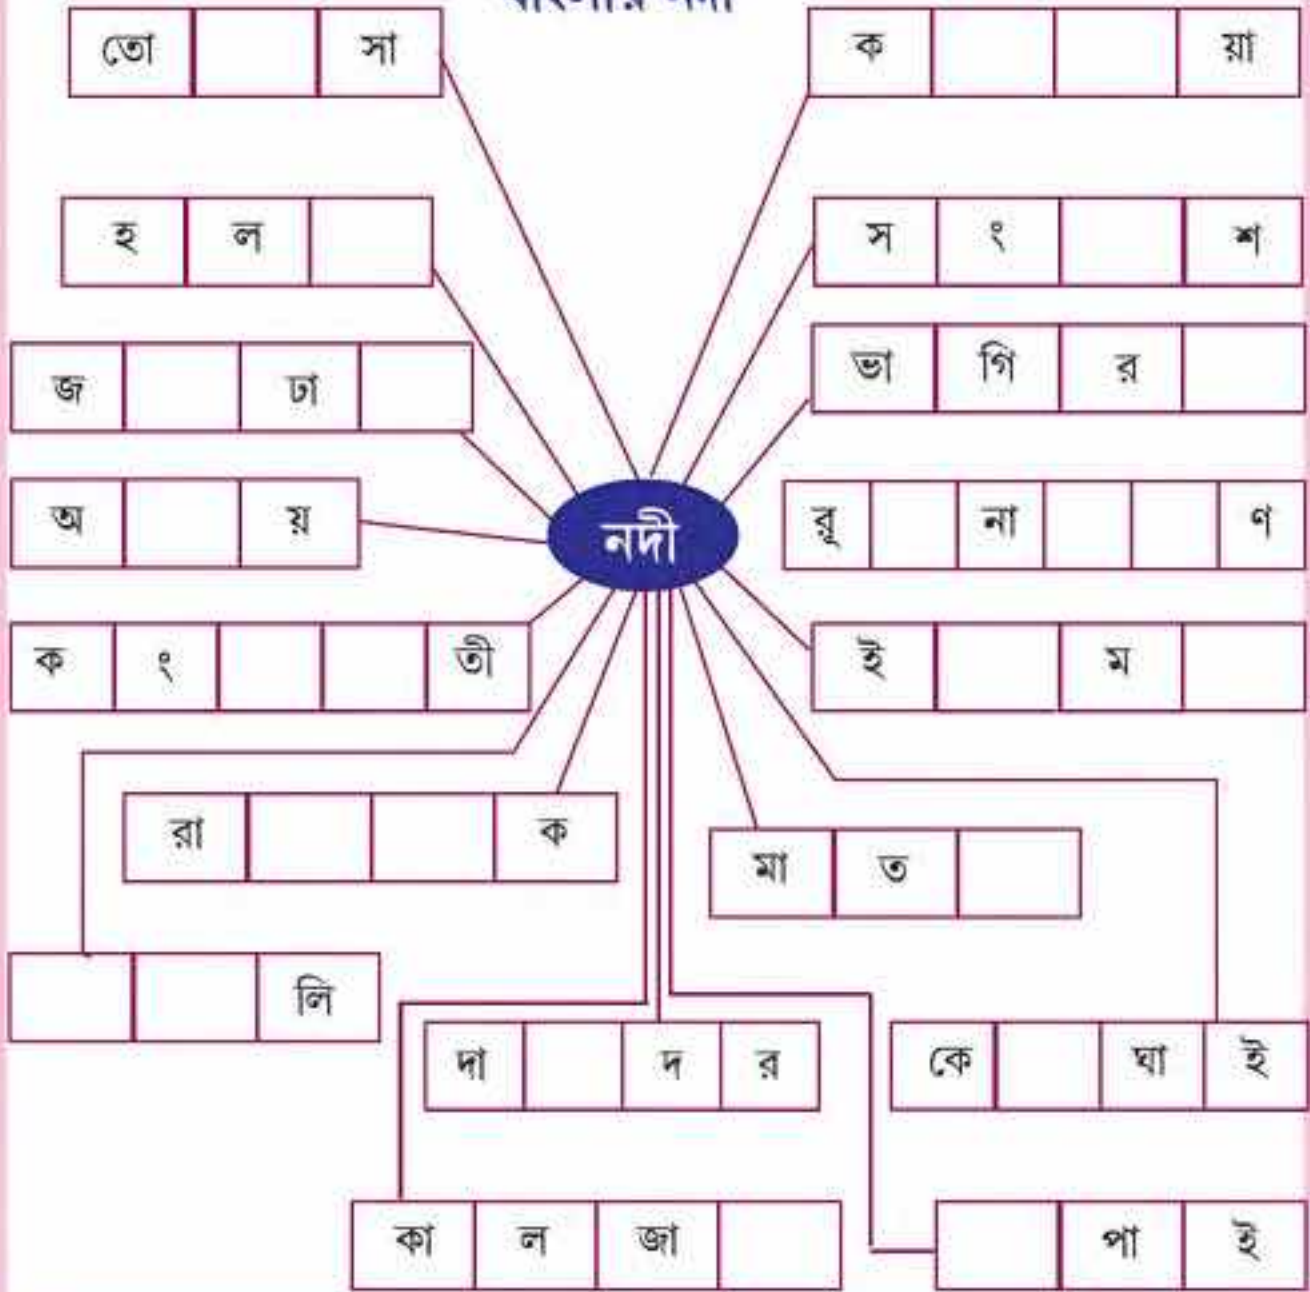 তো সা
ক য়া
হ ল
স ং শ
জ ঢা
ভা গি র
অ য়
নদী
রূ না ণ
ক ং তী
ই ম
রা ক
মা ত
লি
দা দ র
কে ঘা ই
কা ল জা
পা ই